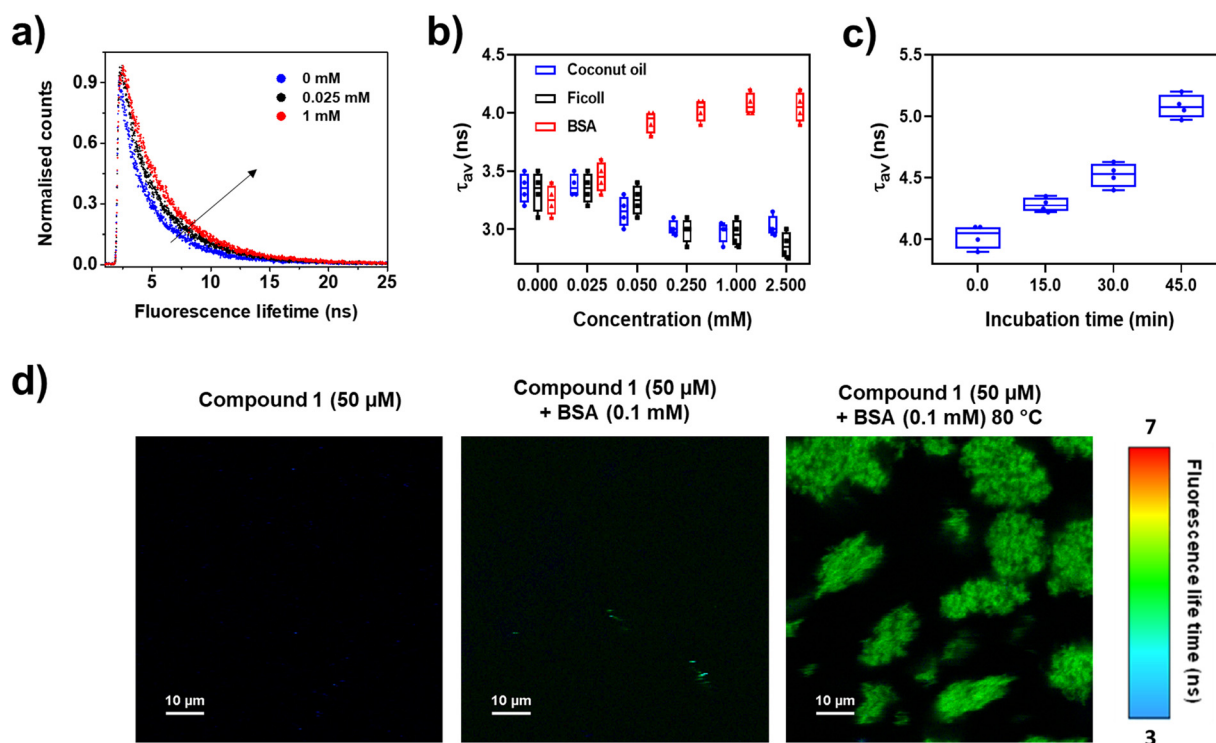 a)
Normalised counts
0.9
0.6
0.3
0.0
0 mM
0.025 mM
1 mM
5 10 15 20 25
Fluorescence lifetime (ns)
b)
τav (ns)
4.5
4.0
3.5
3.0
Coconut oil
Ficoll
BSA
0.000 0.025 0.050 0.250 1.000 2.500
Concentration (mM)
c)
τav (ns)
5.5
5.0
4.5
4.0
0.0 15.0 30.0 45.0
Incubation time (min)
d)
Compound 1 (50 µM)
10 µm
Compound 1 (50 µM)
+ BSA (0.1 mM)
10 µm
Compound 1 (50 µM)
+ BSA (0.1 mM) 80 °C
10 µm
7
Fluorescence life time (ns)
3